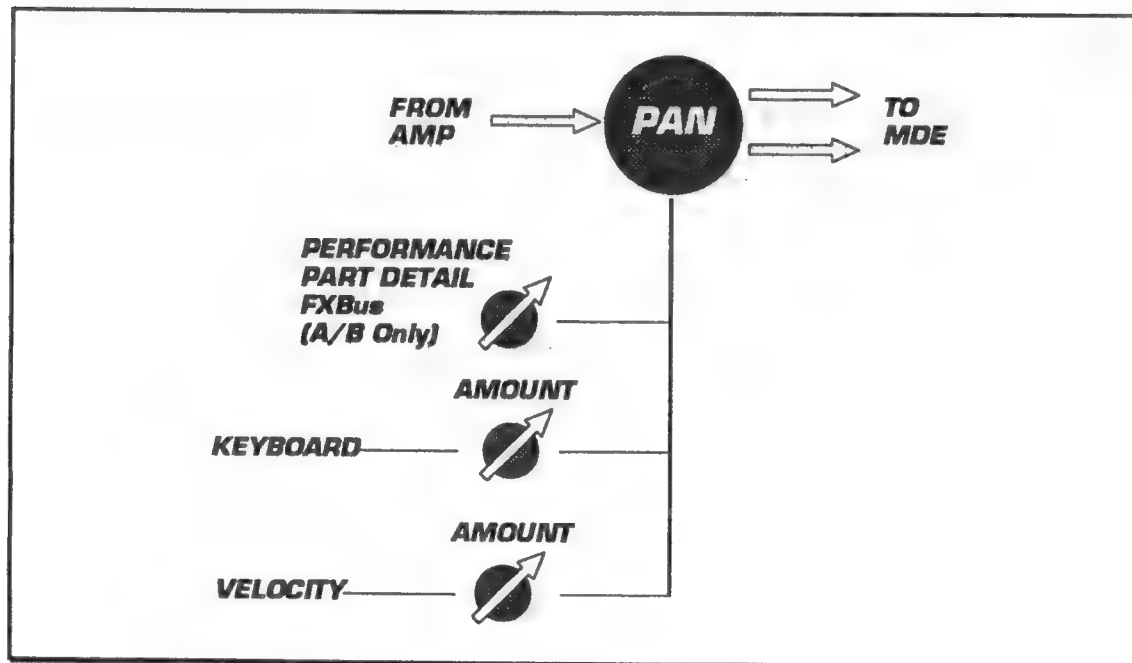 FROM
AMP
PAN
TO
MDE
PERFORMANCE
PART DETAIL
FXBus
(A/B Only)
AMOUNT
KEYBOARD
AMOUNT
VELOCITY